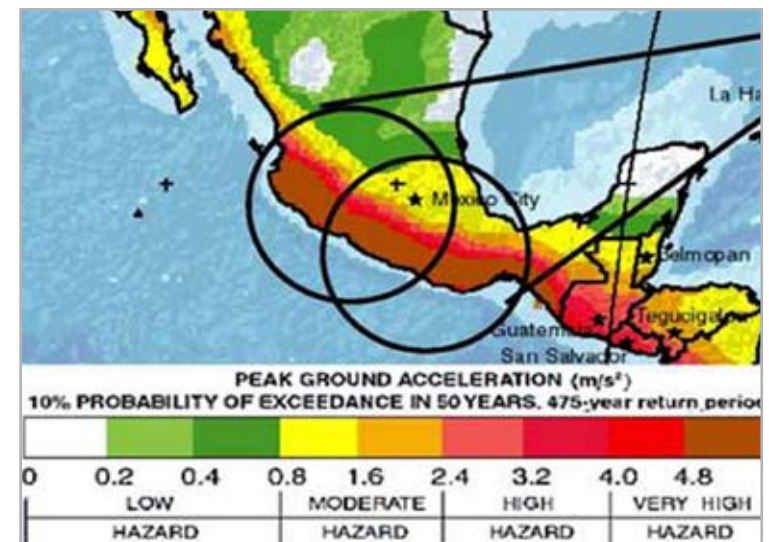 La Ha
Mexico City
Belmopan
Tegucigalpa
Guatemala
San Salvador
PEAK GROUND ACCELERATION (m/s²)
10% PROBABILITY OF EXCEEDANCE IN 50 YEARS, 475-year return period
0 0.2 0.4 0.8 1.6 2.4 3.2 4.0 4.8
LOW MODERATE HIGH VERY HIGH
HAZARD HAZARD HAZARD HAZARD